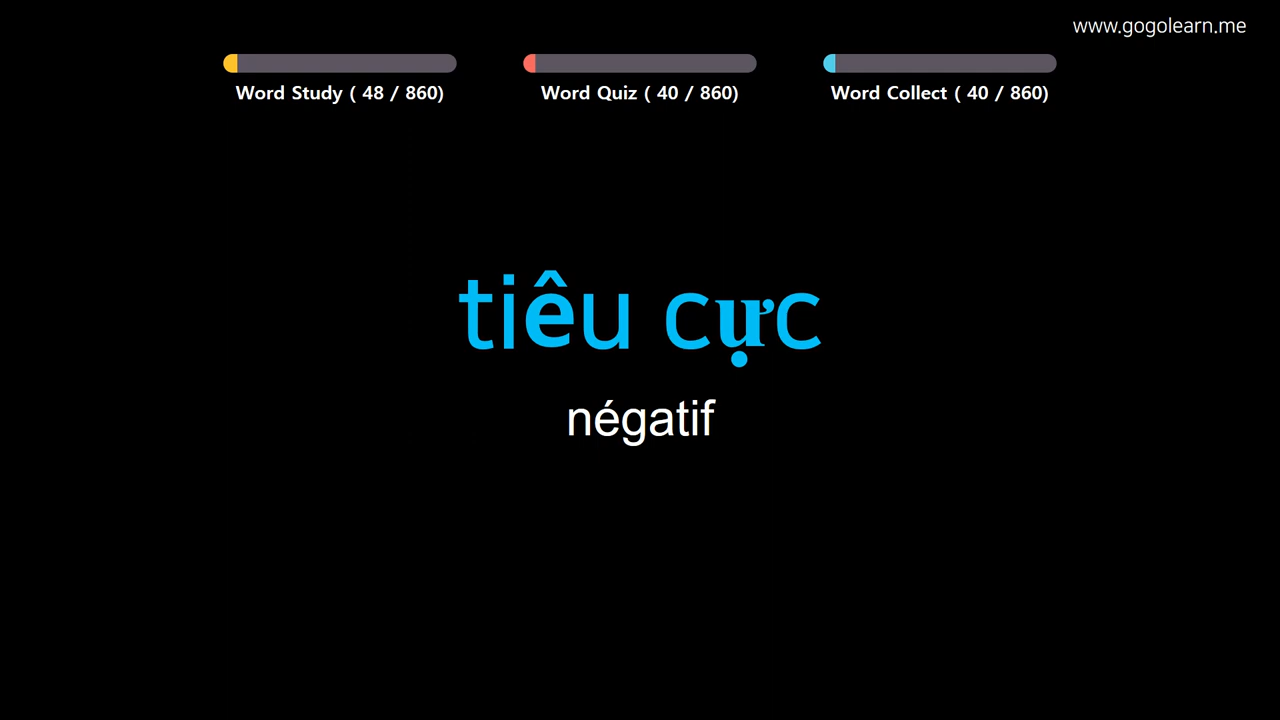 www.gogolearn.me
Word Study ( 48 / 860)
Word Quiz ( 40 / 860)
Word Collect ( 40 / 860)
tiêu cực
négatif